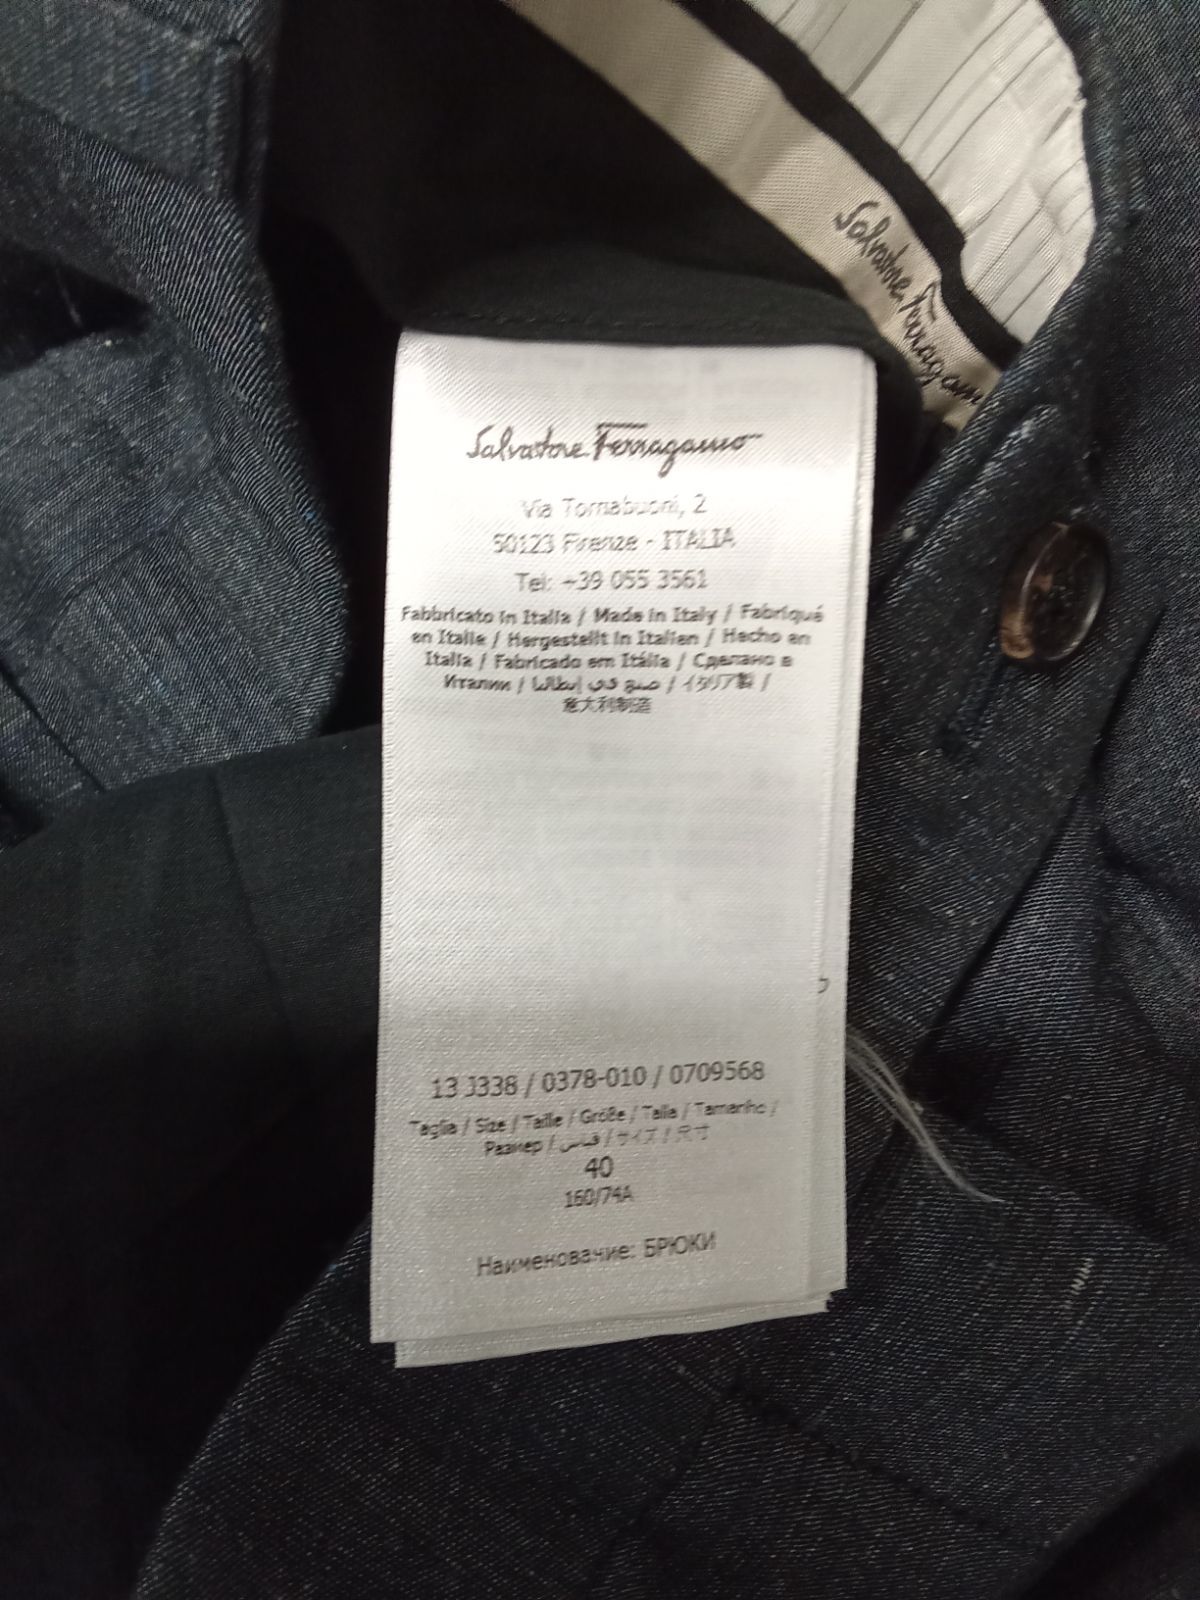 Salvatore Ferragamo
Salvatore Ferragamo
Via Tornabuoni, 2
50123 Firenze - ITALIA
Tel: +39 055 3561
Fabbricato in Italia / Made in Italy / Fabriqué
en Italie / Hergestellt in Italien / Hecho en
Italia / Fabricado em Itália / Сделано в
Италии / صنع في إيطاليا / イタリア製 /
意大利制造
13 J338 / 0378-010 / 0709568
Taglia / Size / Taille / Größe / Talla / Tamanho /
Размер / قياس / サイズ / 尺寸
40
160/74A
Наименование: БРЮКИ